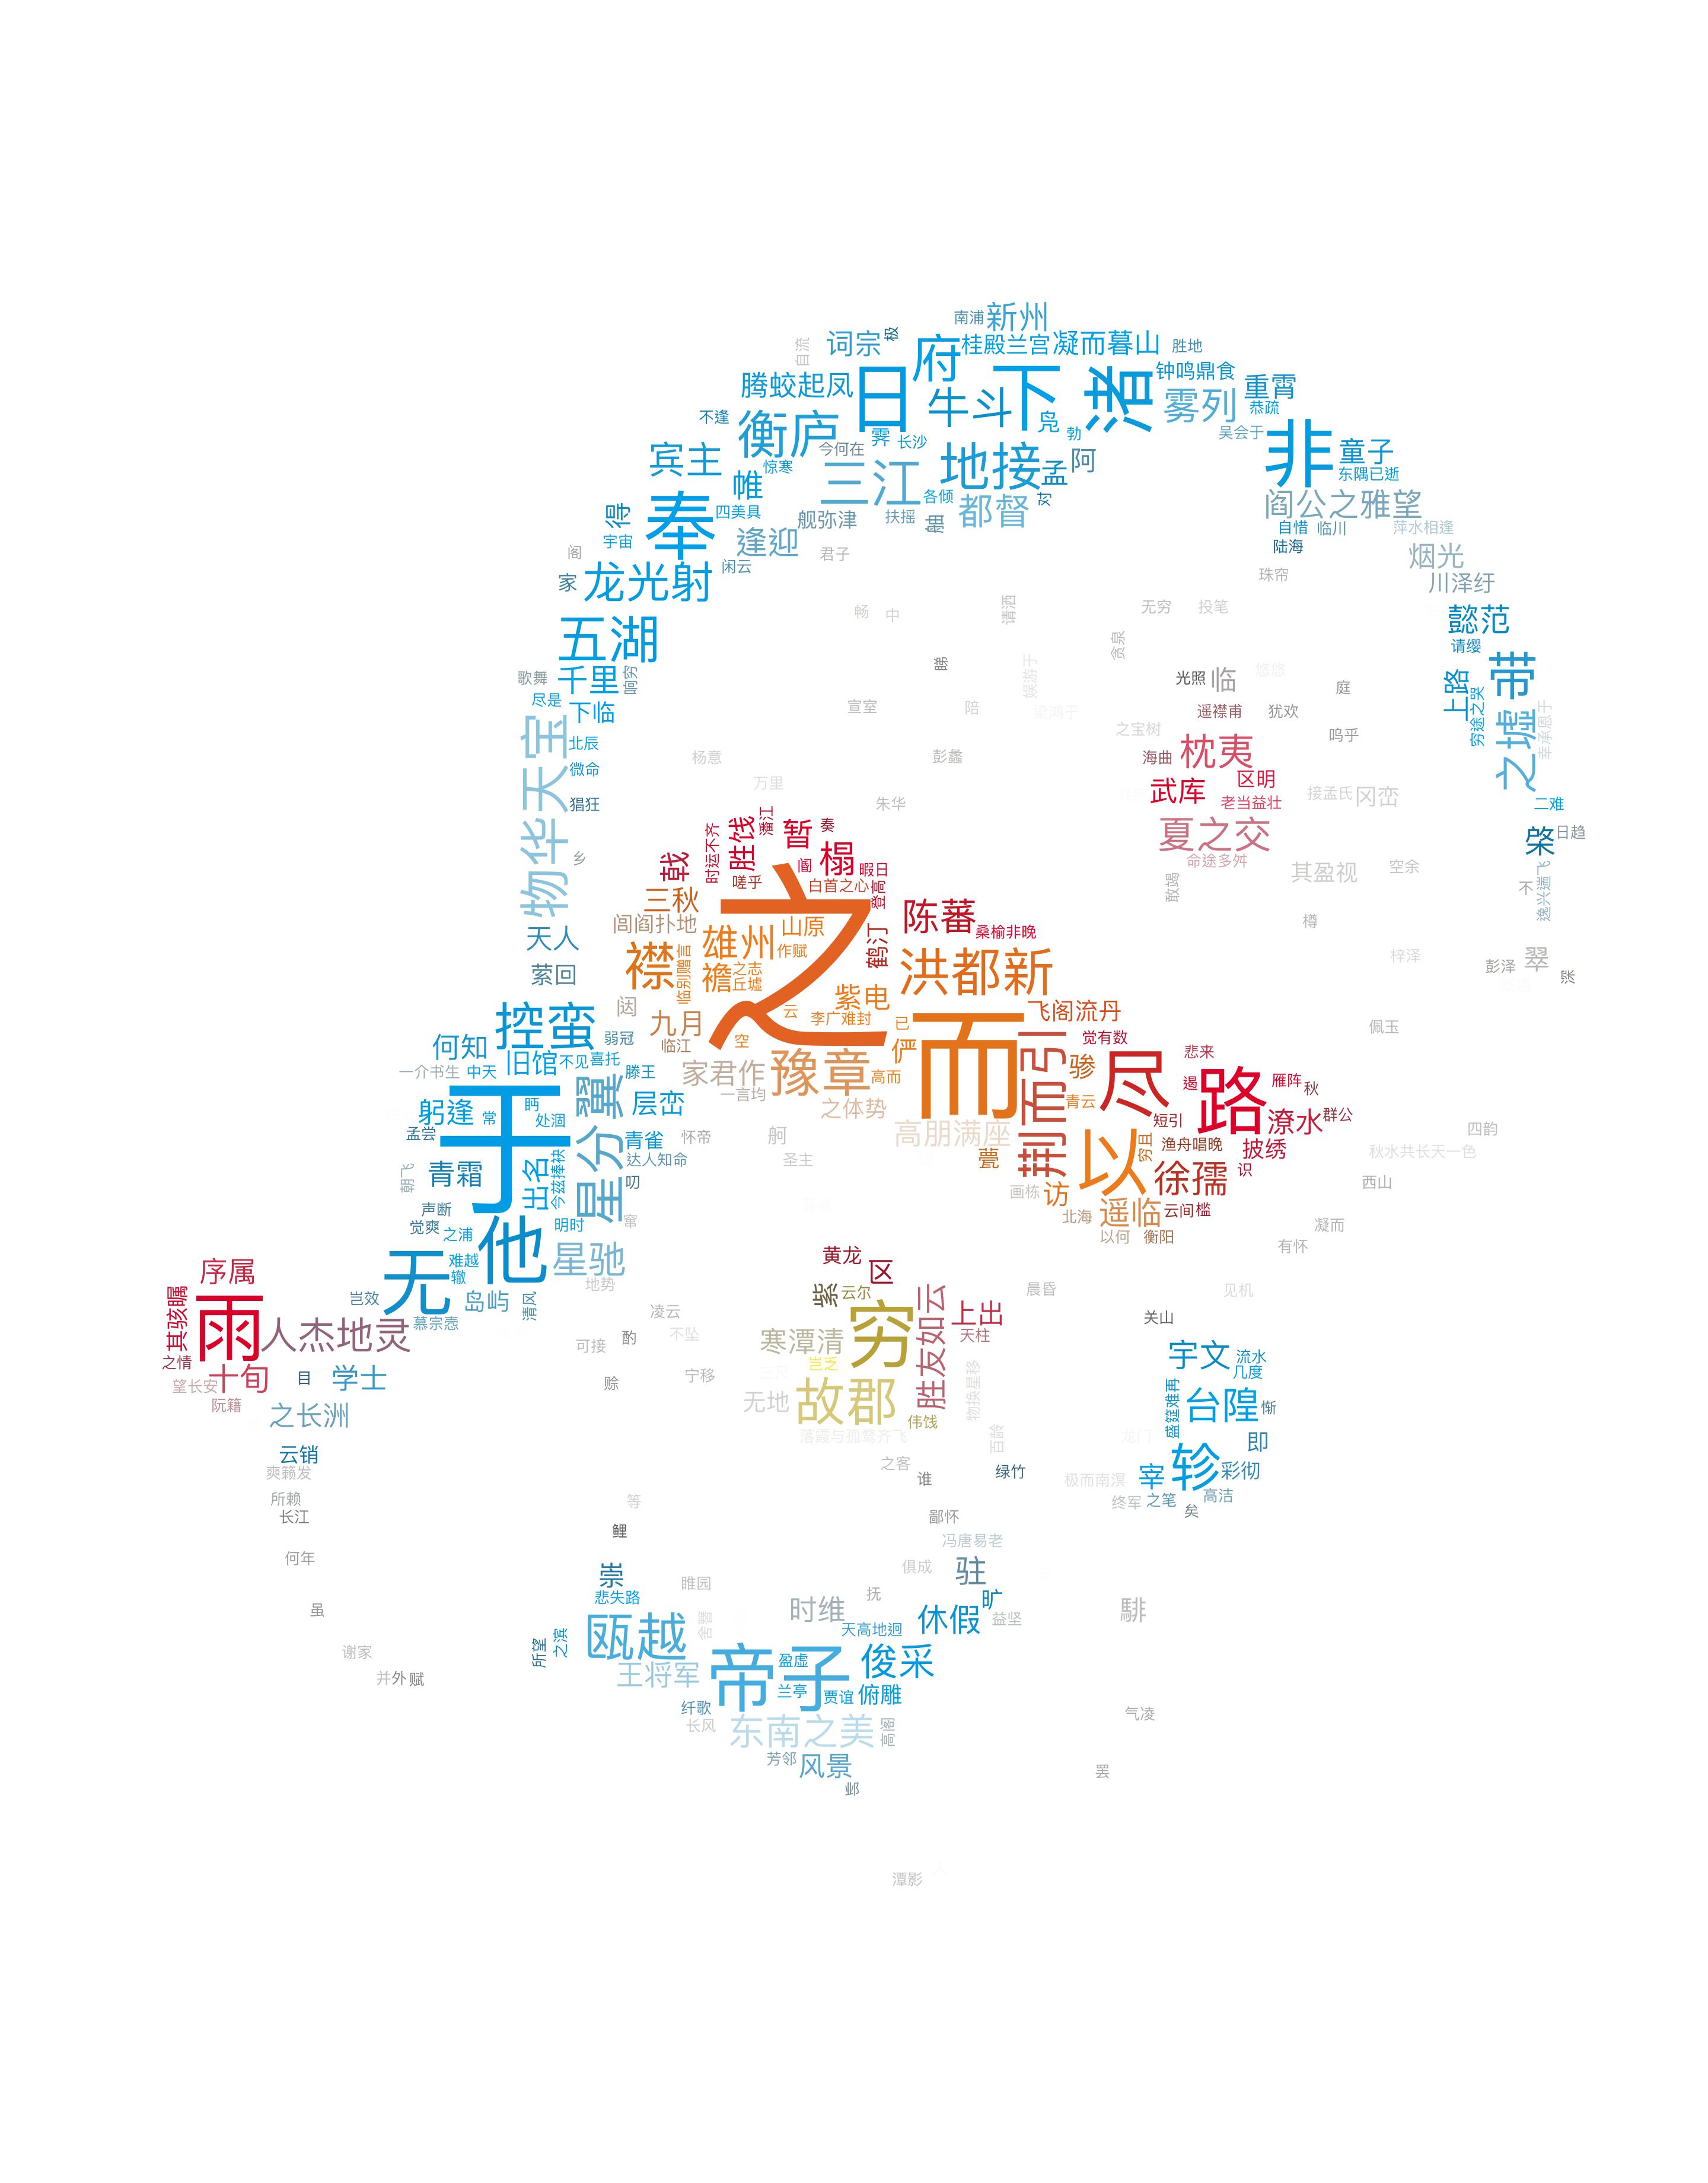 南浦 新州
自流 词宗 极 府 桂殿兰宫 凝而暮山 胜地
腾蛟起凤 日 牛斗 下 渚 钟鸣鼎食 重霄
雾列 恭疏
不逢 衡庐 霁 长沙 凫 勃 吴会于 非 童子
宾主 惊寒 今何在 地接 孟 阿 东隅已逝
帷 三江 各倾 都督 阎公之雅望
得 奉 四美具 舰弥津 扶摇 自惜 临川 萍水相逢
宇宙 逢迎 陆海 烟光
阁 君子
家 龙光射 闲云 珠帘 川泽纡
五湖 畅 中 请洒 无穷 投笔 懿范
贪泉 请缨
歌舞 千里 响穷 睇 娱游于 光照 临 悠悠 上路 带
尽是 下临 宣室 陪 梁鸿于 遥襟甫 犹欢 庭 穷途之哭
物华天宝 北辰 之宝树 呜乎 之墟 幸承恩于
微命 杨意 彭蠡 海曲 枕夷
猖狂 万里 朱华 武库 区明 接孟氏 冈峦
老当益壮 二难
时运不齐 胜饯 暂 奏 夏之交 棨 日趋
乡 戟 阖 榻 暇日 命途多舛 其盈视 空余
嗟乎 白首之心 登高 敢竭 不 逸兴遄飞
三秋 之 陈蕃 樽
闾阎扑地 雄州 山原 鹤汀 桑榆非晚
天人 襟 作赋 梓泽 翠
萦回 临别赠言 襜 之志 洪都新 彭泽
丘墟 紫电
控蛮 闼 九月 云 李广难封 已 飞阁流丹 佩玉
何知 弱冠 临江 空 俨 而 觉有数
旧馆 不见 喜托 家君作 豫章 荆而引 骖 尽 悲来
一介书生 中天 滕王 高而 遏 路 雁阵 秋
躬逢 常 于 翼 层峦 一言均 之体势 青云 短引 潦水 群公
孟尝 处涸 星分 青雀 怀帝 舸 高朋满座 以 渔舟唱晚 披绣 四韵
青霜 出名 今兹捧袂 达人知命 圣主 甍 穷且 秋水共长天一色
朝飞 叨 画栋 访 徐孺 识 西山
声断 遥临 云间槛
觉爽 之浦 他 明时 窜 北海 以何 衡阳 凝而
序属 无 难越 星驰 黄龙 区 有怀
辙 地势 晨昏 见机
其骇瞩 雨 岂效 岛屿 清风 凌云 紫 云尔 穷 胜友如云 上出 关山
人杰地灵 慕宗悫 可接 酌 不坠 寒潭清 天柱
之情 宇文 流水
望长安 十旬 目 学士 赊 宁移 岂乏 物换星移 几度
阮籍 之长洲 无地 故郡 伟饯 盛筵难再 台隍 惭
云销 落霞与孤鹜齐飞 百龄 龙门 即
爽籁发 之客 谁 绿竹 极而南溟 宰 轸 彩彻
所赖 等 终军 之笔 高洁
长江 鲤 鄙怀 矣
何年 冯唐易老
崇 睢园 俱成 驻
虽 悲失路 抚 旷 益坚 騑
谢家 所望 之滨 瓯越 时维 天高地迥 休假
并 外 赋 王将军 帝子 盈虚 俊采
纤歌 兰亭 贾谊 俯雕
长风 东南之美 高阁 气凌
芳邻 风景 罢
邺
潭影